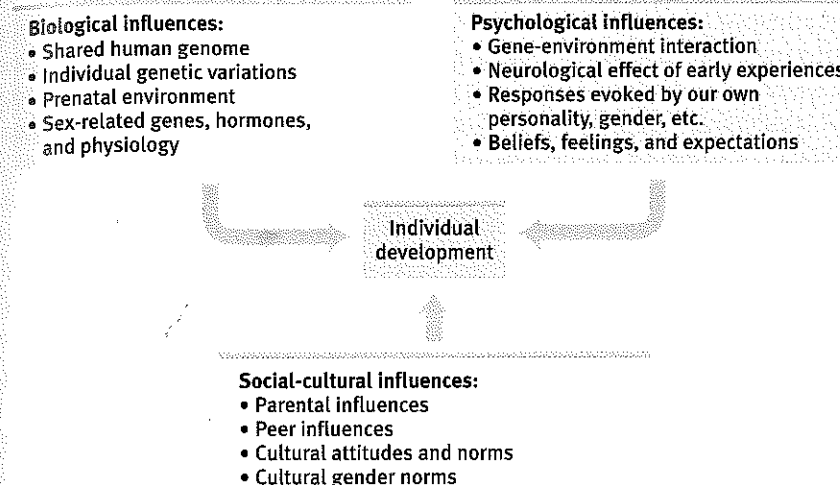 Biological influences:
• Shared human genome
• Individual genetic variations
• Prenatal environment
• Sex-related genes, hormones,
and physiology
Psychological influences:
• Gene-environment interaction
• Neurological effect of early experiences
• Responses evoked by our own
personality, gender, etc.
• Beliefs, feelings, and expectations
Individual
development
Social-cultural influences:
• Parental influences
• Peer influences
• Cultural attitudes and norms
• Cultural gender norms